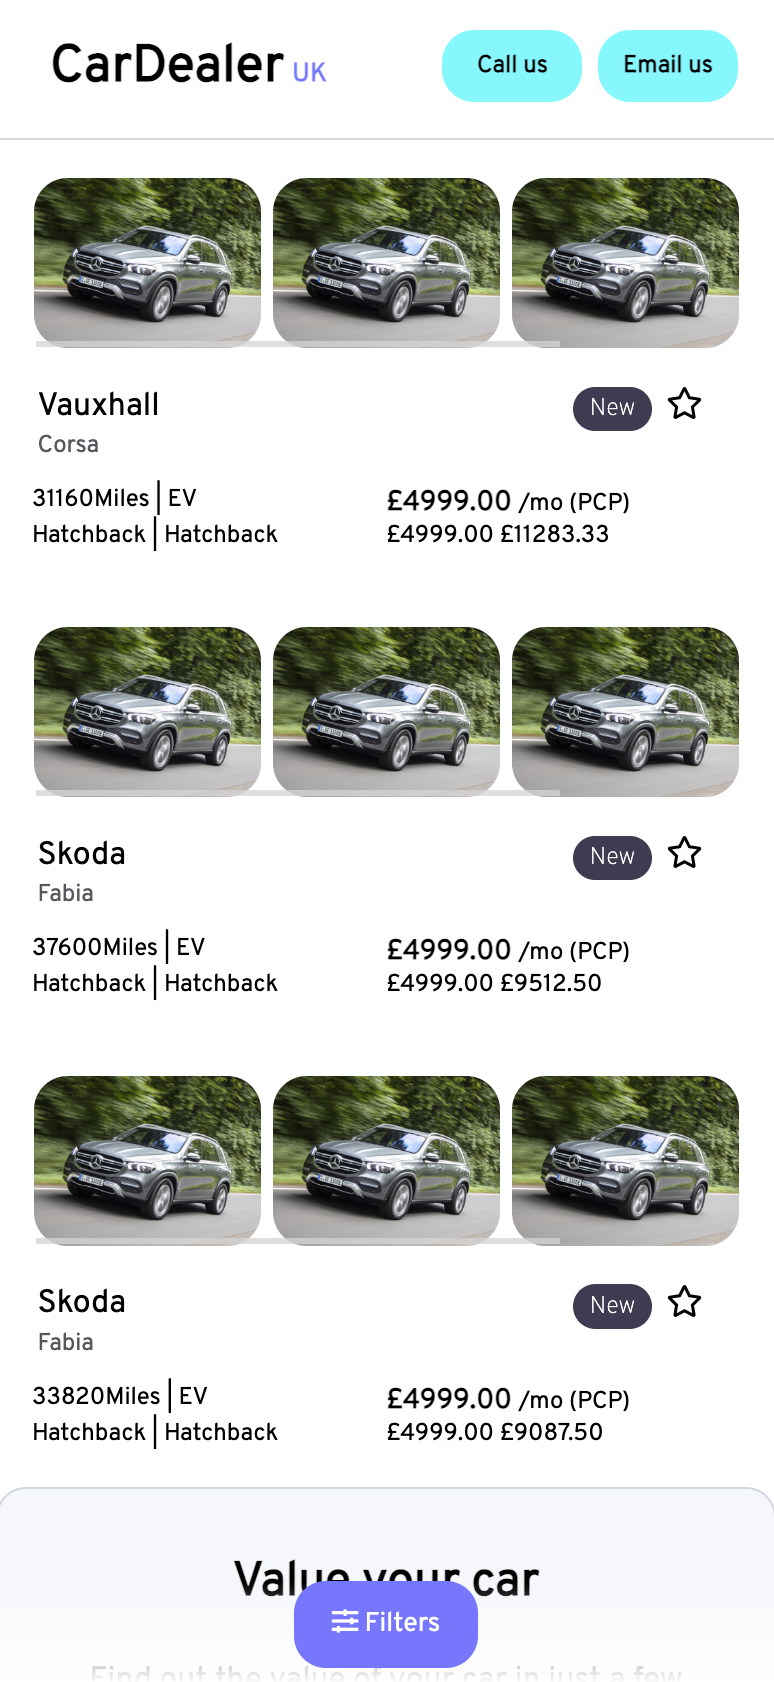 CarDealer UK
Call us
Email us
Vauxhall
New
Corsa
31160Miles | EV
£4999.00 /mo (PCP)
Hatchback | Hatchback
£4999.00 £11283.33
Skoda
New
Fabia
37600Miles | EV
£4999.00 /mo (PCP)
Hatchback | Hatchback
£4999.00 £9512.50
Skoda
New
Fabia
33820Miles | EV
£4999.00 /mo (PCP)
Hatchback | Hatchback
£4999.00 £9087.50
Value your car
Filters
Find out the value of your car in just a few